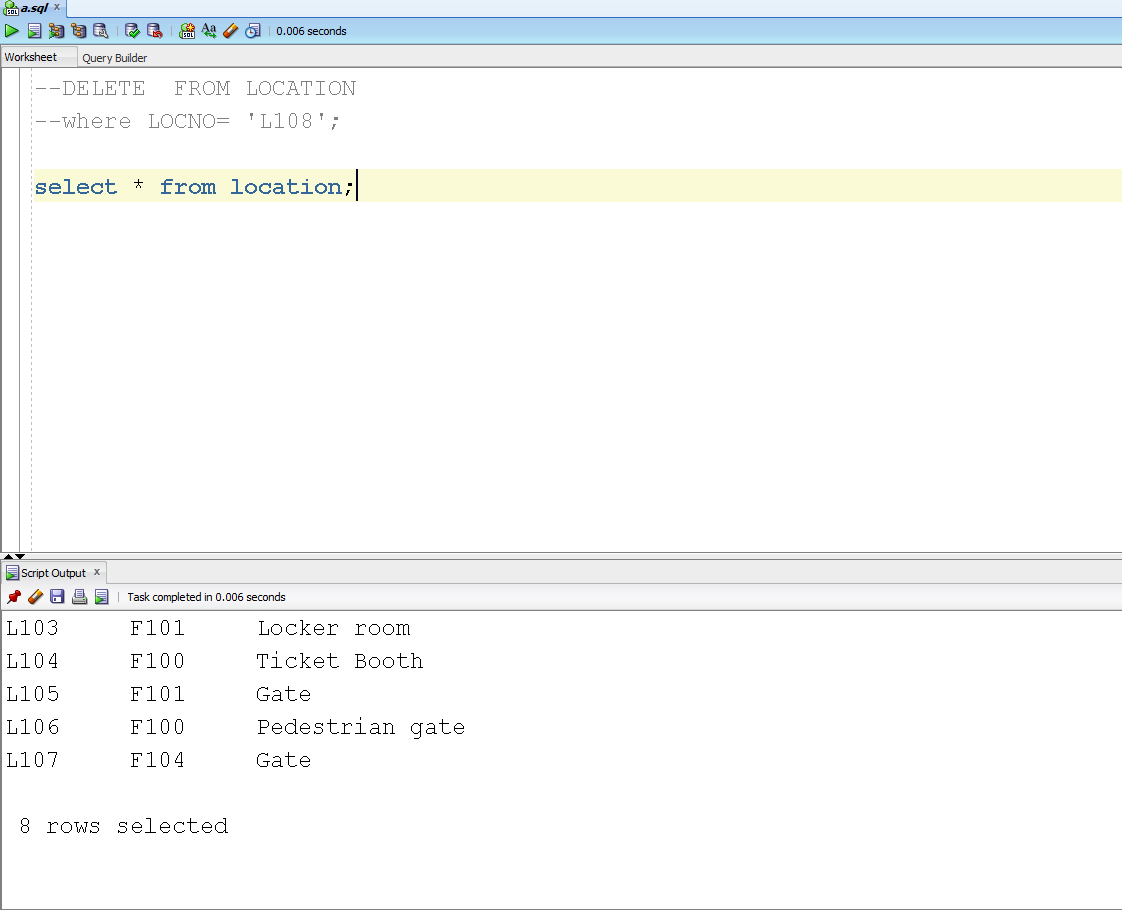 a.sql x
0.006 seconds
Worksheet Query Builder
--DELETE  FROM LOCATION
--where LOCNO= 'L108';
select * from location;
Script Output x
Task completed in 0.006 seconds
L103 F101 Locker room
L104 F100 Ticket Booth
L105 F101 Gate
L106 F100 Pedestrian gate
L107 F104 Gate
8 rows selected